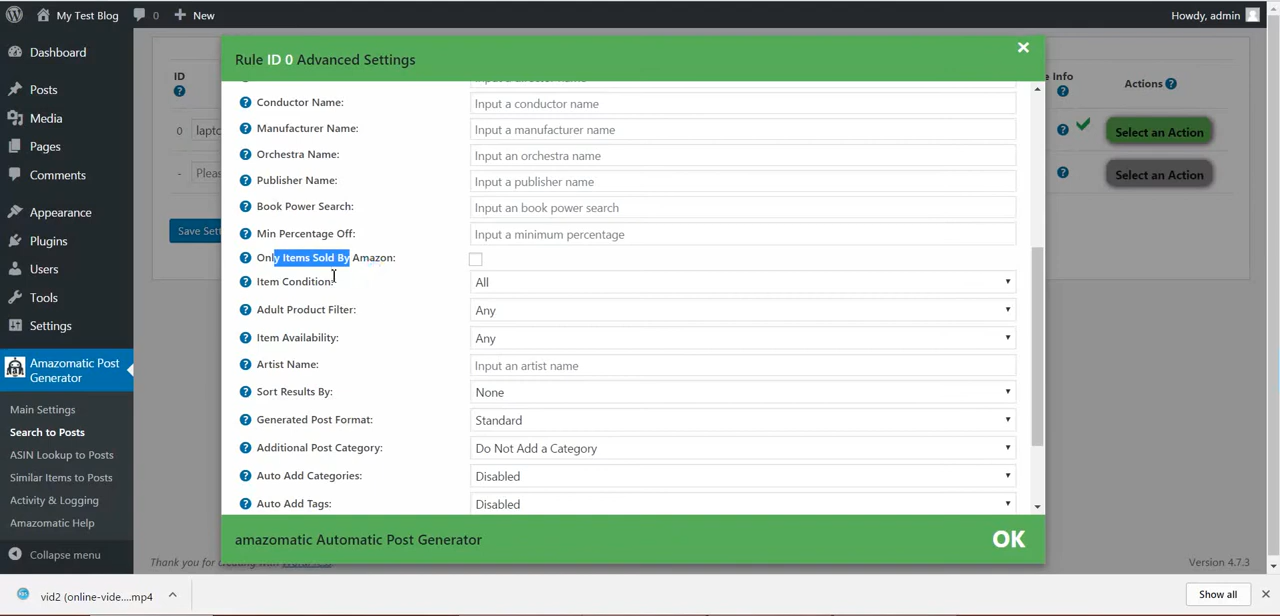 My Test Blog
0
New
Howdy, admin
Dashboard
Posts
Media
Pages
Comments
Appearance
Plugins
Users
Tools
Settings
Amazomatic Post Generator
Main Settings
Search to Posts
ASIN Lookup to Posts
Similar Items to Posts
Activity & Logging
Amazomatic Help
Collapse menu
ID
Info
Actions
0
Select an Action
-
Select an Action
Rule ID 0 Advanced Settings
×
Conductor Name:
Input a conductor name
Manufacturer Name:
Input a manufacturer name
Orchestra Name:
Input an orchestra name
Publisher Name:
Input a publisher name
Book Power Search:
Input an book power search
Min Percentage Off:
Input a minimum percentage
Only Items Sold By Amazon:
Item Condition:
All
Adult Product Filter:
Any
Item Availability:
Any
Artist Name:
Input an artist name
Sort Results By:
None
Generated Post Format:
Standard
Additional Post Category:
Do Not Add a Category
Auto Add Categories:
Disabled
Auto Add Tags:
Disabled
amazomatic Automatic Post Generator
OK
Thank you for creating with WordPress.
Version 4.7.3
vid2 (online-vide....mp4
Show all